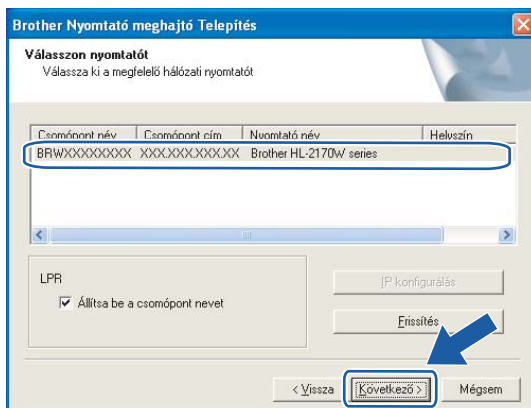 Brother Nyomtató meghajtó Telepítés
Válasszon nyomtatót
Válassza ki a megfelelő hálózati nyomtatót
Csomópont név Csomópont cím Nyomtató név Helyszín
BRWXXXXXXXX XXX.XXX.XXX.XX Brother HL-2170W series
LPR
IP konfigurálás
Állítsa be a csomópont nevet
Frissítés
< Vissza Következő > Mégsem